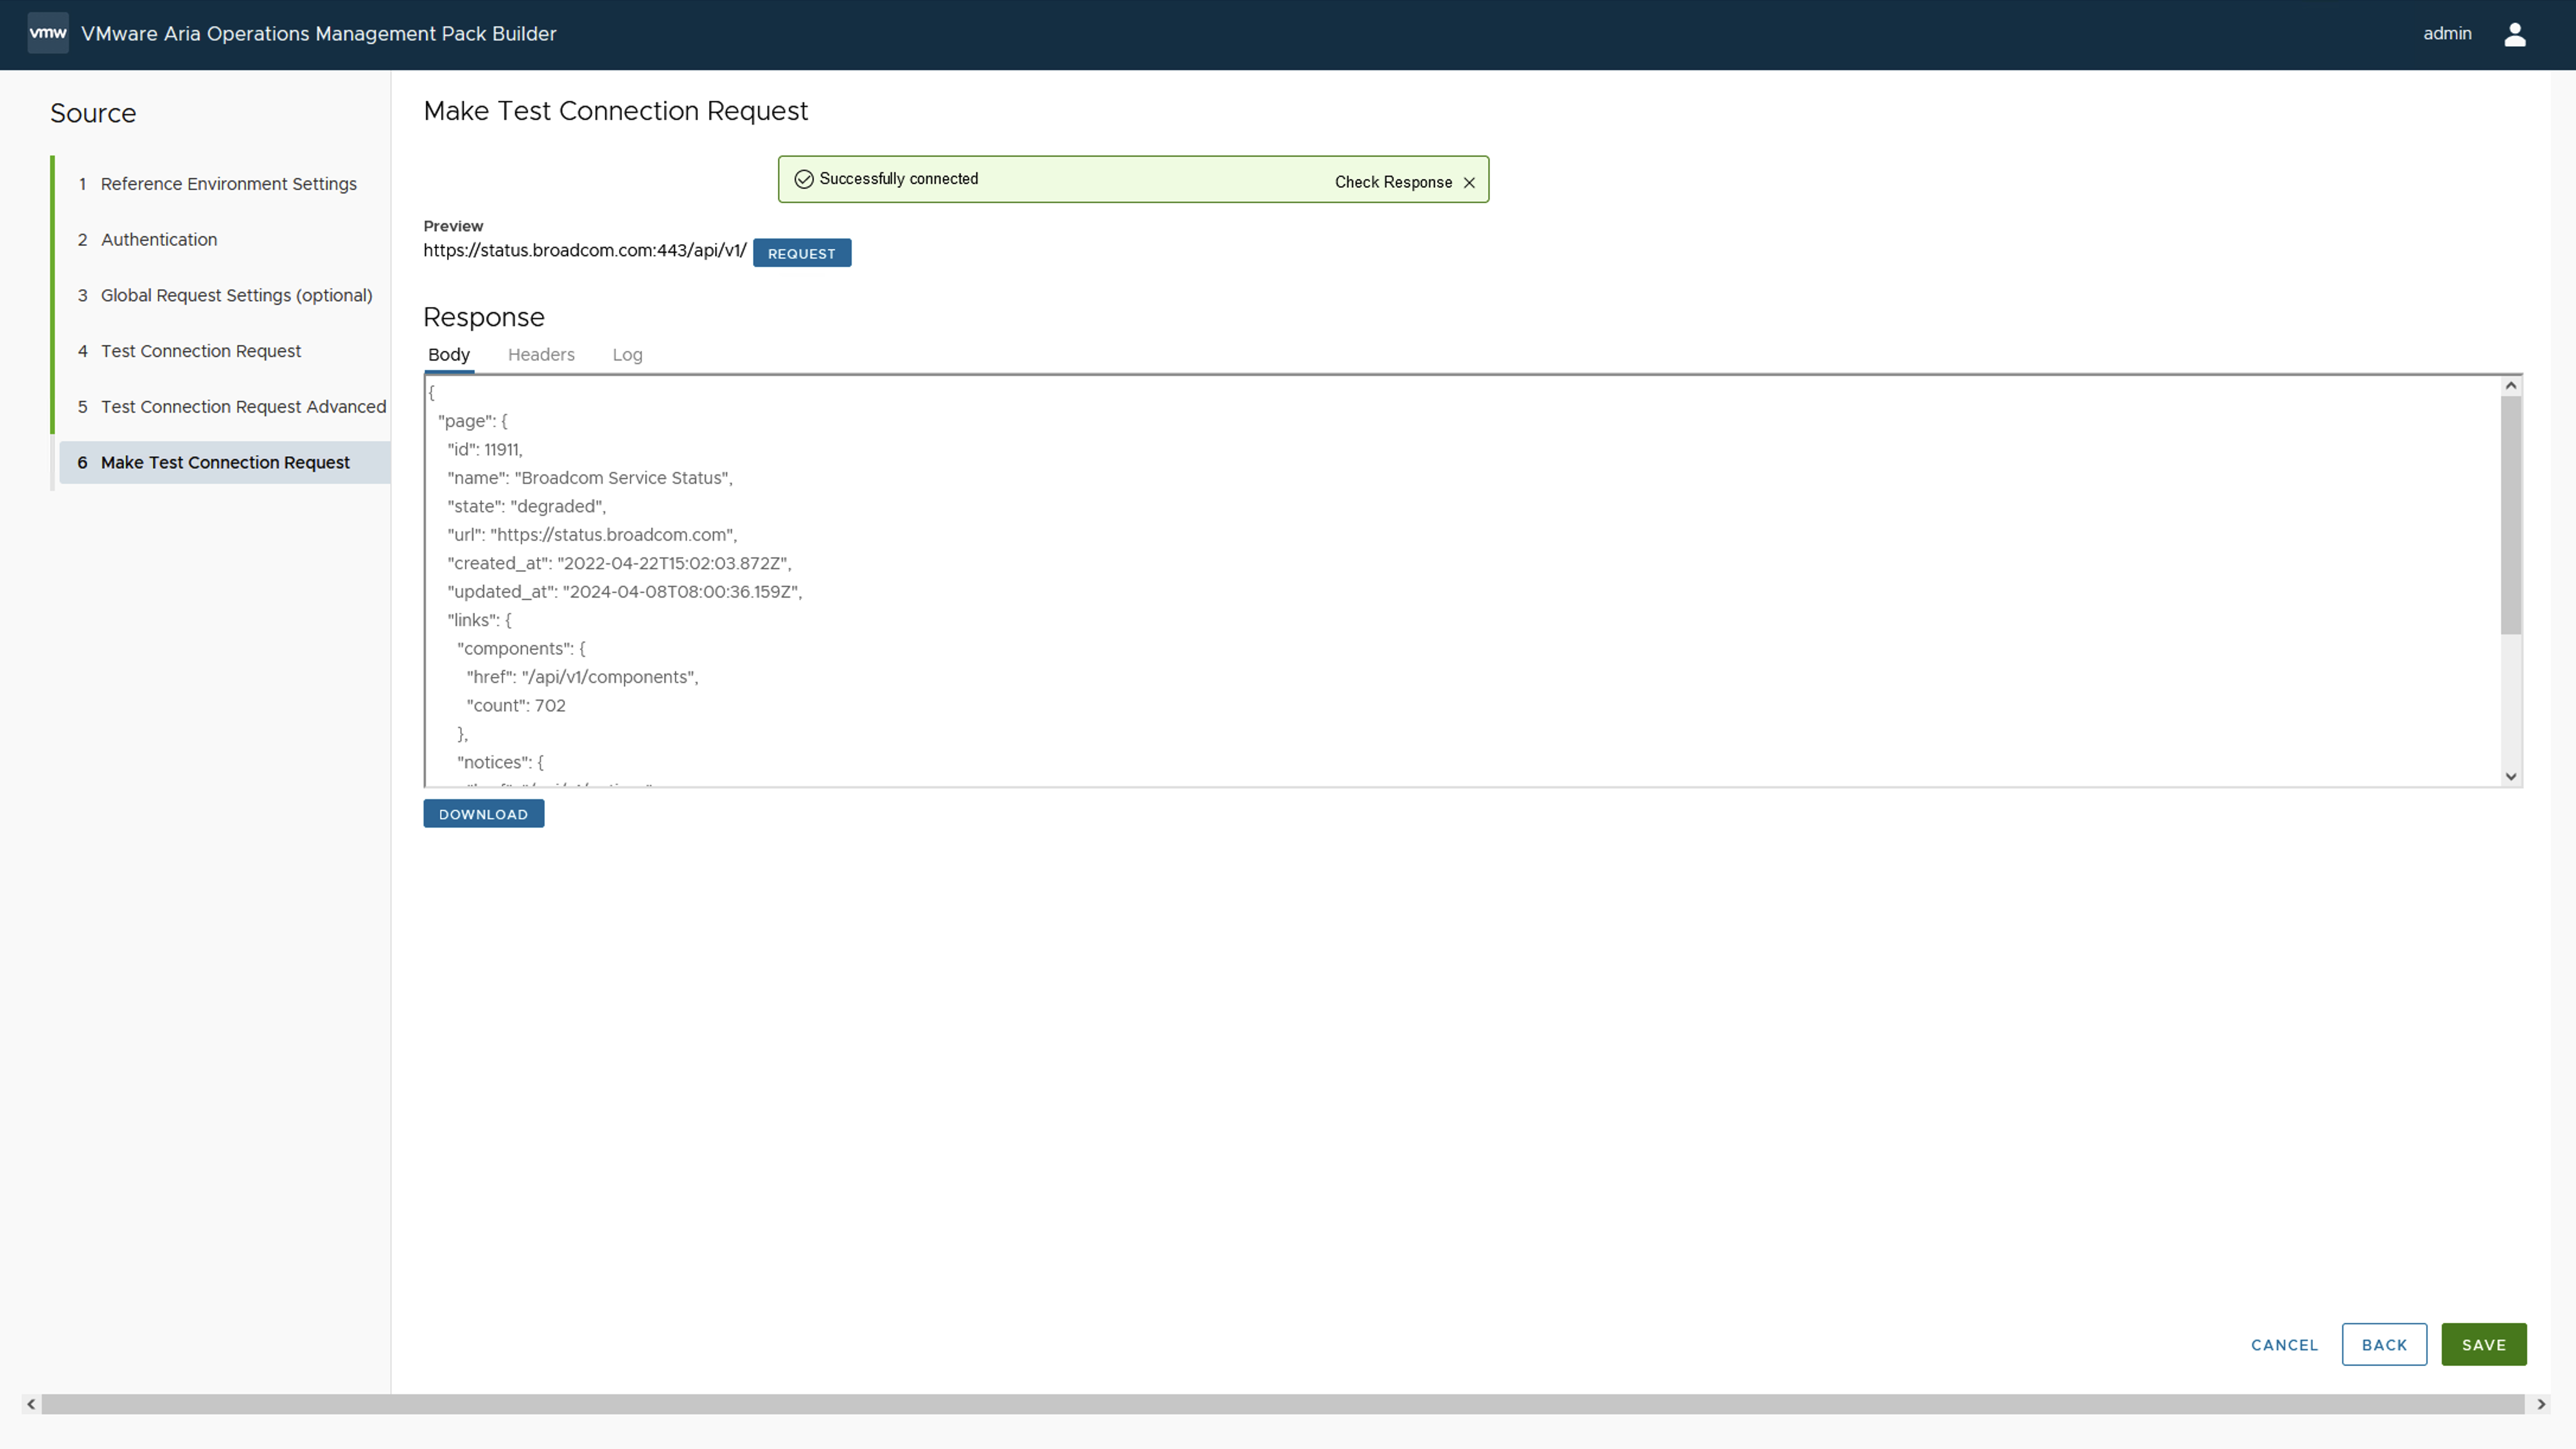 vmw VMware Aria Operations Management Pack Builder
admin
Source
1 Reference Environment Settings
2 Authentication
3 Global Request Settings (optional)
4 Test Connection Request
5 Test Connection Request Advanced
6 Make Test Connection Request
Make Test Connection Request
Successfully connected
Check Response
Preview
https://status.broadcom.com:443/api/v1/ REQUEST
Response
Body Headers Log
{
"page": {
"id": 11911,
"name": "Broadcom Service Status",
"state": "degraded",
"url": "https://status.broadcom.com",
"created_at": "2022-04-22T15:02:03.872Z",
"updated_at": "2024-04-08T08:00:36.159Z",
"links": {
"components": {
"href": "/api/v1/components",
"count": 702
},
"notices": {
DOWNLOAD
CANCEL BACK SAVE